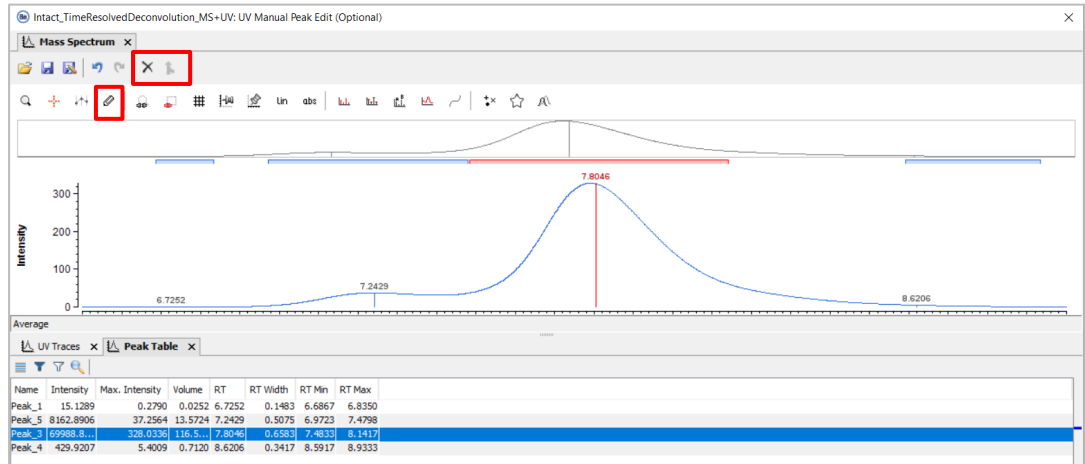 Intact_TimeResolvedDeconvolution_MS+UV: UV Manual Peak Edit (Optional)
Mass Spectrum
lin abs
7.8046
300
200
100
0
Intensity
6.7252
7.2429
8.6206
Average
UV Traces Peak Table
Name Intensity Max. Intensity Volume RT RT Width RT Min RT Max
Peak_1 15.1289 0.2790 0.0252 6.7252 0.1483 6.6867 6.8350
Peak_5 8162.8906 37.2564 13.5724 7.2429 0.5075 6.9723 7.4798
Peak_3 69988.8... 328.0336 116.5... 7.8046 0.6583 7.4833 8.1417
Peak_4 429.9207 5.4009 0.7120 8.6206 0.3417 8.5917 8.9333